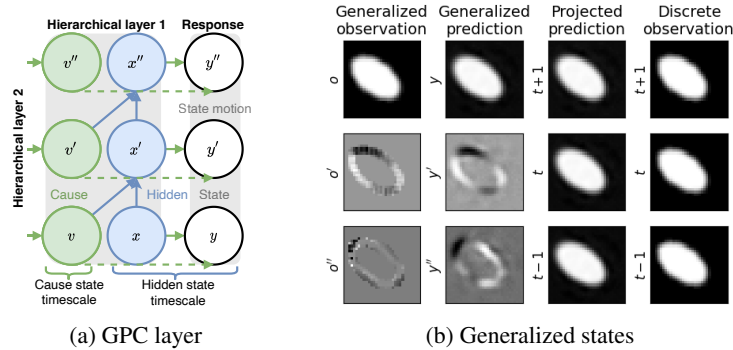 Hierarchical layer 1
Response
Hierarchical layer 2
v''
x''
y''
State motion
v'
x'
y'
Cause
Hidden
State
v
x
y
Cause state
timescale
Hidden state
timescale
(a) GPC layer
Generalized
observation
Generalized
prediction
Projected
prediction
Discrete
observation
o
y
t+1
t+1
o'
y'
t
t
o''
y''
t−1
t−1
(b) Generalized states